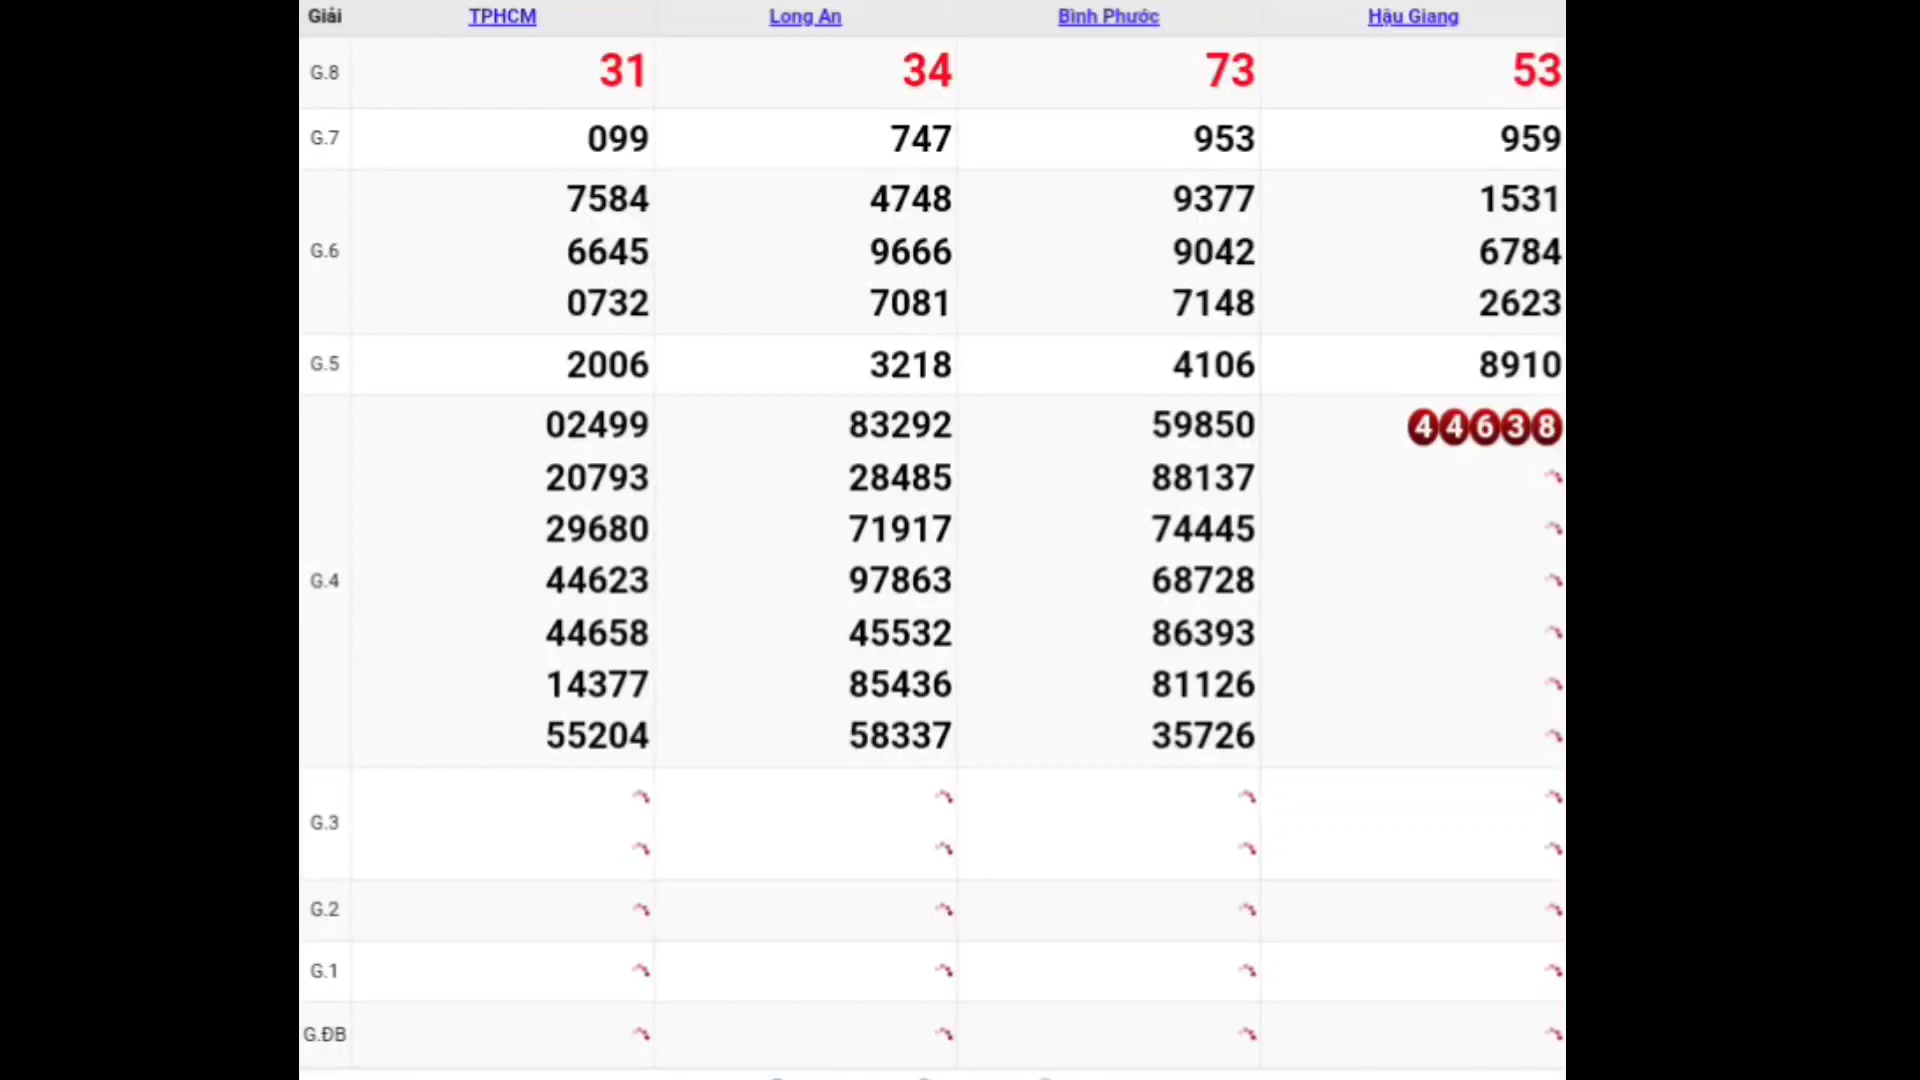 Giải TPHCM Long An Bình Phước Hậu Giang
G.8 31 34 73 53
G.7 099 747 953 959
7584 4748 9377 1531
G.6 6645 9666 9042 6784
0732 7081 7148 2623
G.5 2006 3218 4106 8910
02499 83292 59850 44638
20793 28485 88137
29680 71917 74445
G.4 44623 97863 68728
44658 45532 86393
14377 85436 81126
55204 58337 35726
G.3
G.2
G.1
G.ĐB